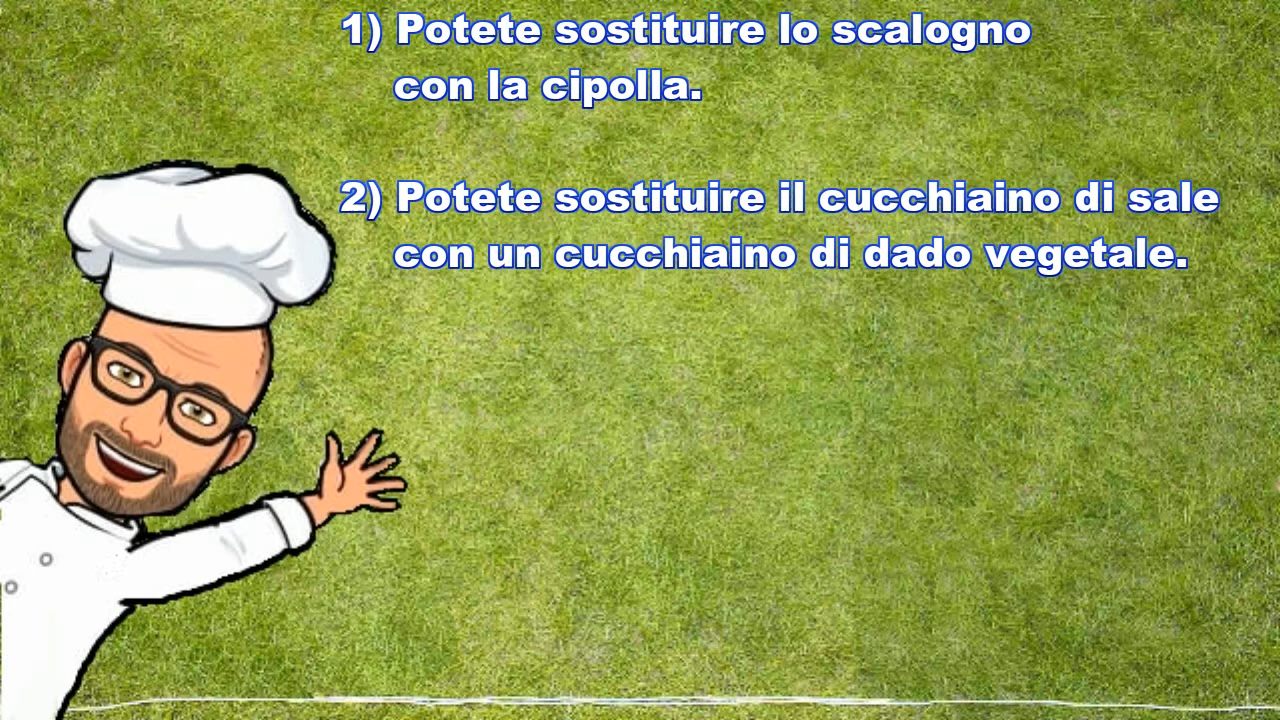 1) Potete sostituire lo scalogno
con la cipolla.
2) Potete sostituire il cucchiaino di sale
con un cucchiaino di dado vegetale.